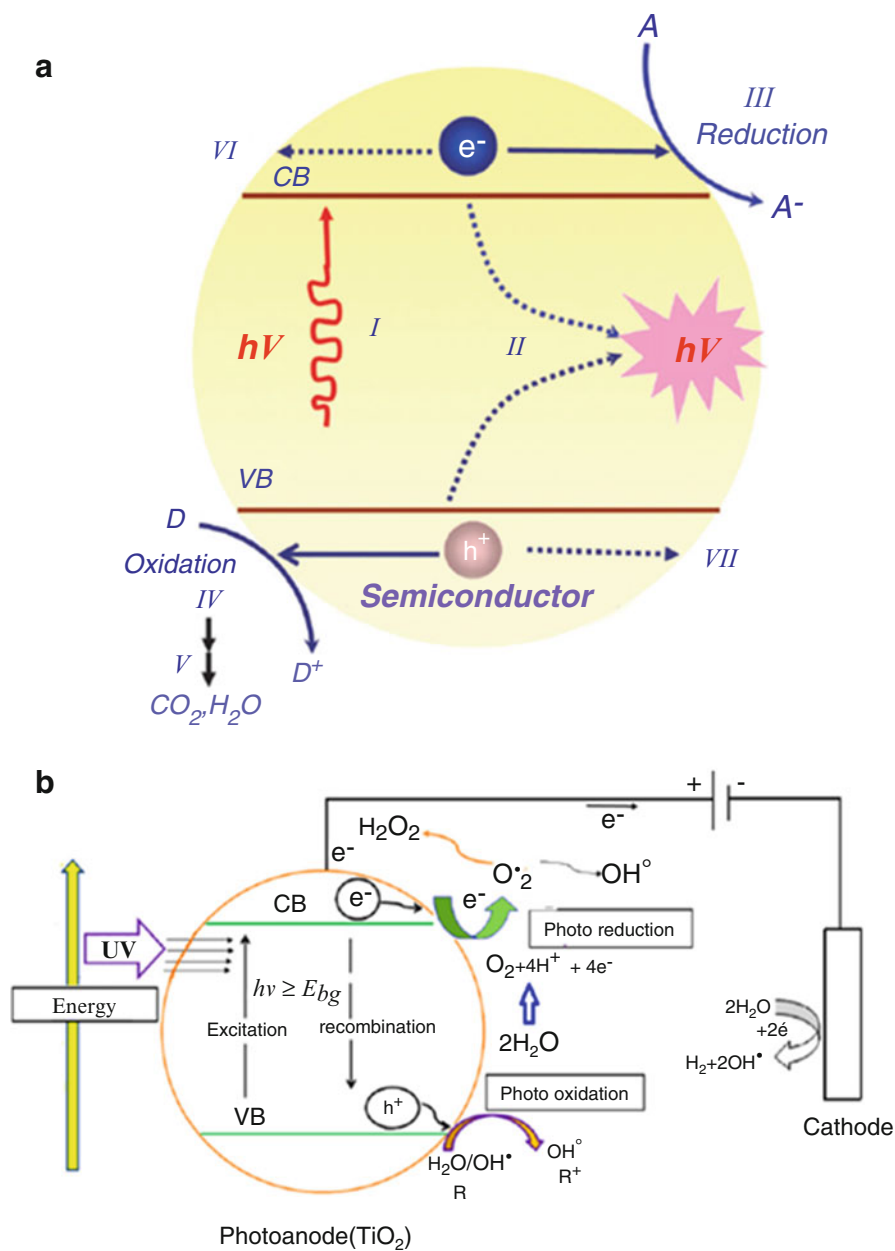 a
A
III
Reduction
VI
e-
CB
A-
hV
I
II
hV
VB
D
h+
VII
Oxidation
Semiconductor
IV
V
D+
CO2,H2O
b
+ -
e-
H2O2
e-
O•2
OH°
CB
e-
e-
Photo reduction
UV
O2+4H+ + 4e-
hv ≥ Ebg
Energy
2H2O
+2é
Excitation
recombination
2H2O
H2+2OH•
Photo oxidation
h+
VB
Cathode
H2O/OH•
OH°
R
R+
Photoanode(TiO2)